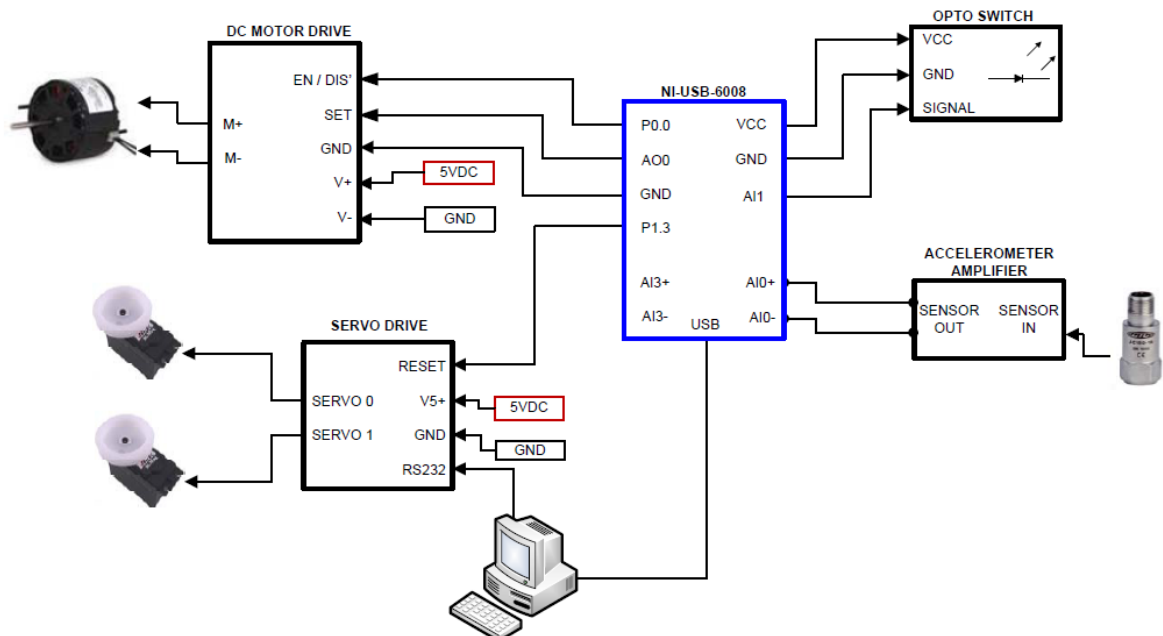 DC MOTOR DRIVE
EN / DIS'
SET
GND
M+
M-
V+
V-
5VDC
GND
NI-USB-6008
P0.0
AO0
GND
P1.3
AI3+
AI3-
VCC
GND
AI1
AI0+
AI0-
USB
OPTO SWITCH
VCC
GND
SIGNAL
ACCELEROMETER
AMPLIFIER
SENSOR
OUT
SENSOR
IN
SERVO DRIVE
RESET
SERVO 0
SERVO 1
V5+
GND
RS232
5VDC
GND